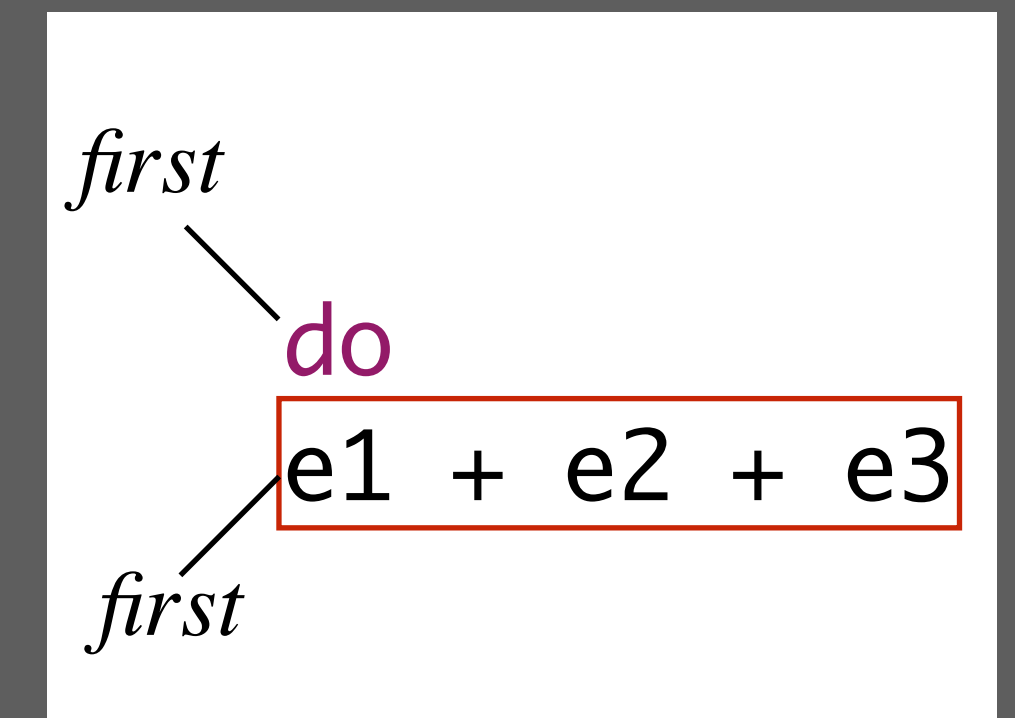 first
do
e1 + e2 + e3
first